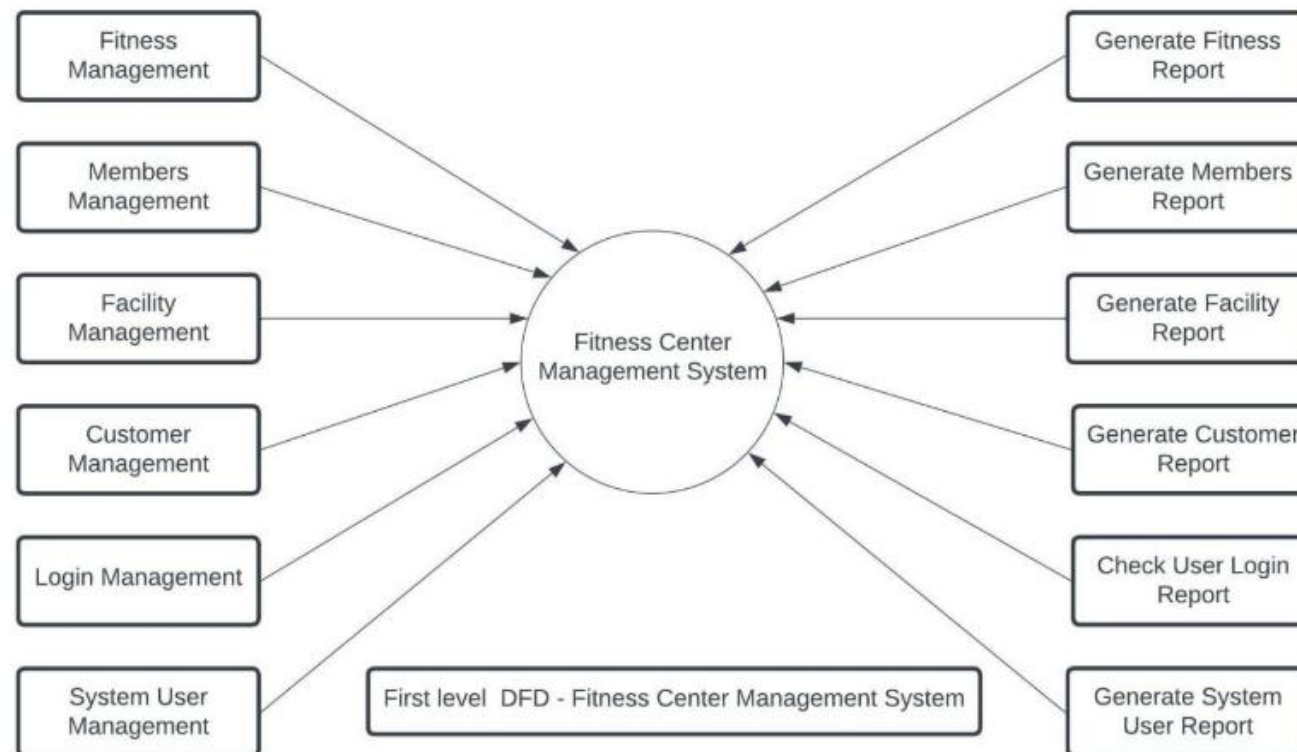 Fitness
Management
Members
Management
Facility
Management
Customer
Management
Login Management
System User
Management
Fitness Center
Management System
First level DFD - Fitness Center Management System
Generate Fitness
Report
Generate Members
Report
Generate Facility
Report
Generate Customer
Report
Check User Login
Report
Generate System
User Report